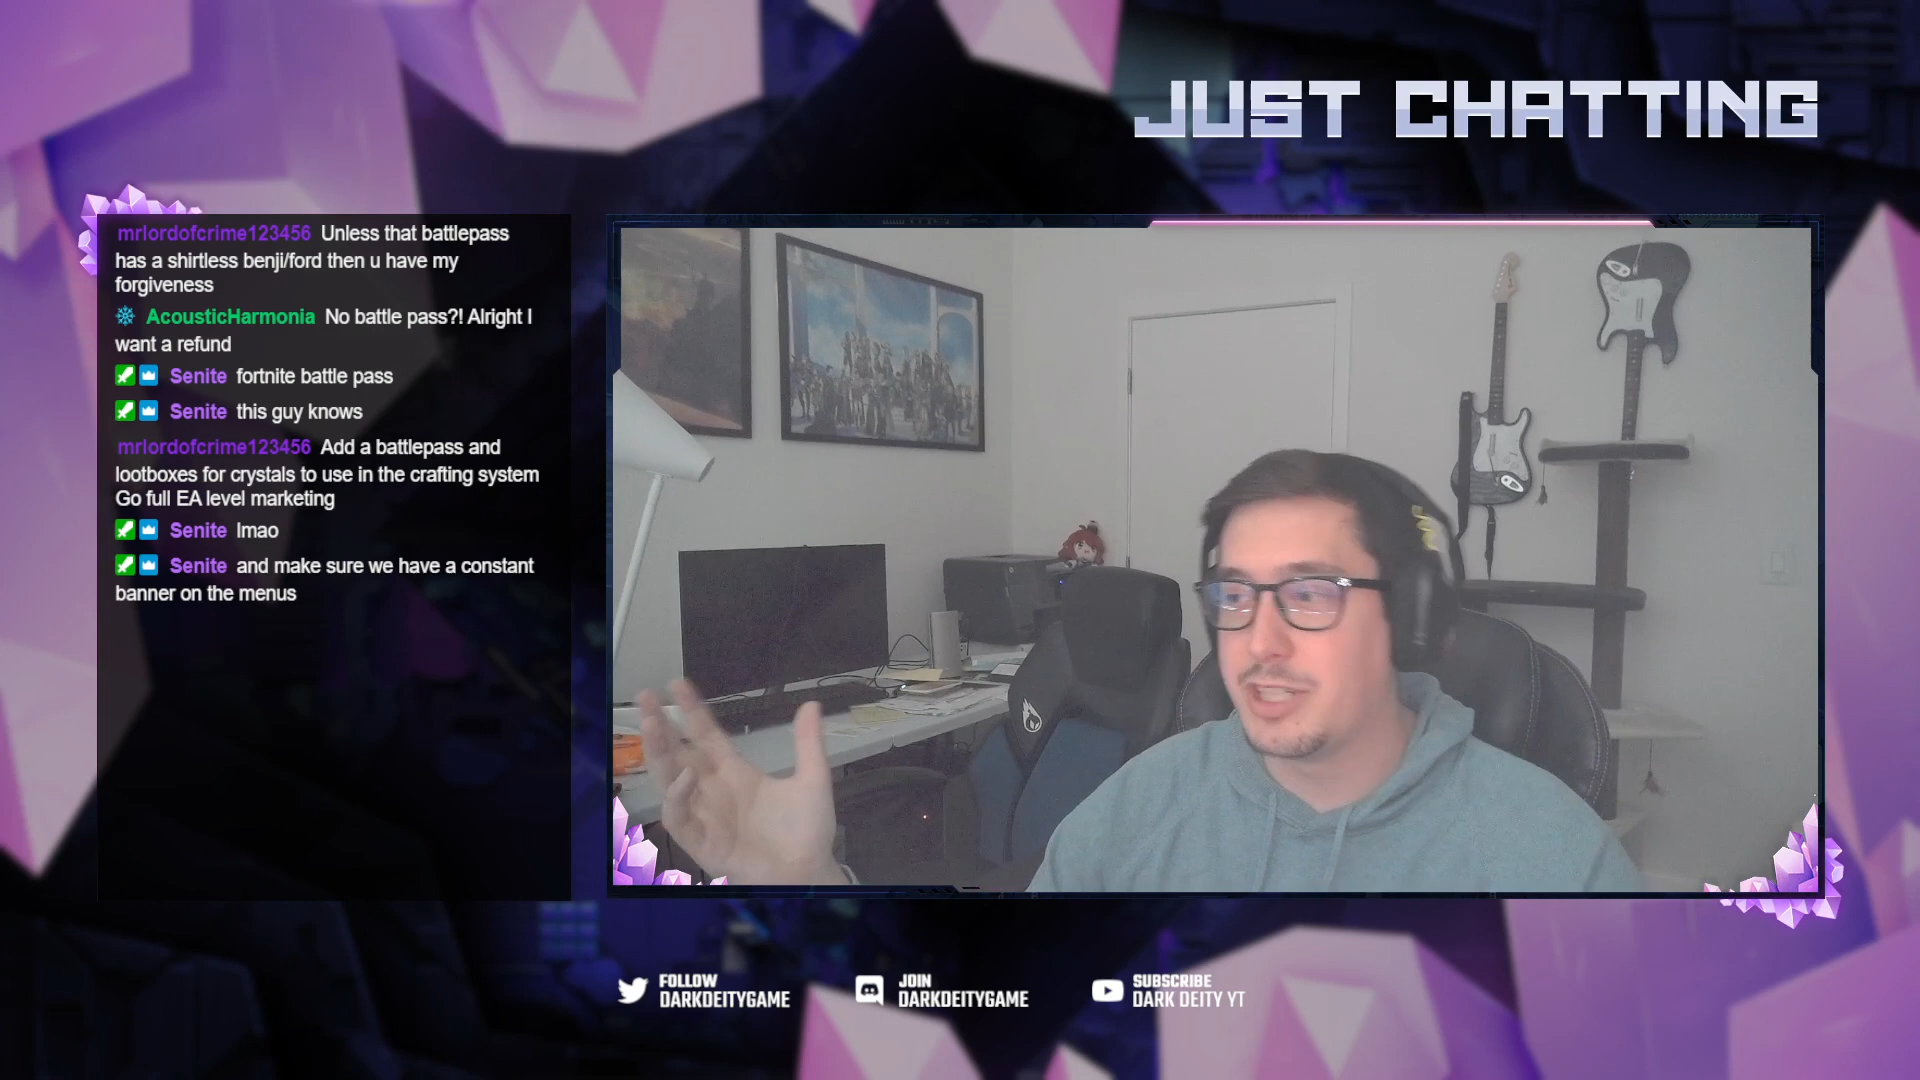 JUST CHATTING
mrlordofcrime123456 Unless that battlepass
has a shirtless benji/ford then u have my
forgiveness
AcousticHarmonia No battle pass?! Alright I
want a refund
Senite fortnite battle pass
Senite this guy knows
mrlordofcrime123456 Add a battlepass and
lootboxes for crystals to use in the crafting system
Go full EA level marketing
Senite lmao
Senite and make sure we have a constant
banner on the menus
FOLLOW
DARKDEITYGAME
JOIN
DARKDEITYGAME
SUBSCRIBE
DARK DEITY YT